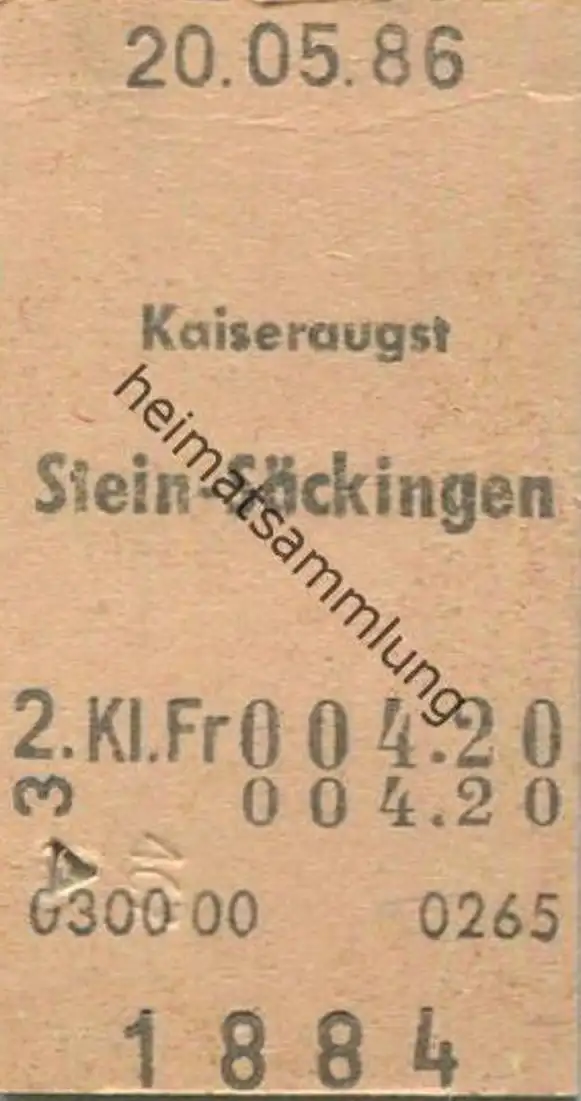 20.05.86
Kaiseraugst
Stein-Säckingen
heimatsammlung
2.Kl.Fr 004.20
3 004.20
0300 00 0265
1884